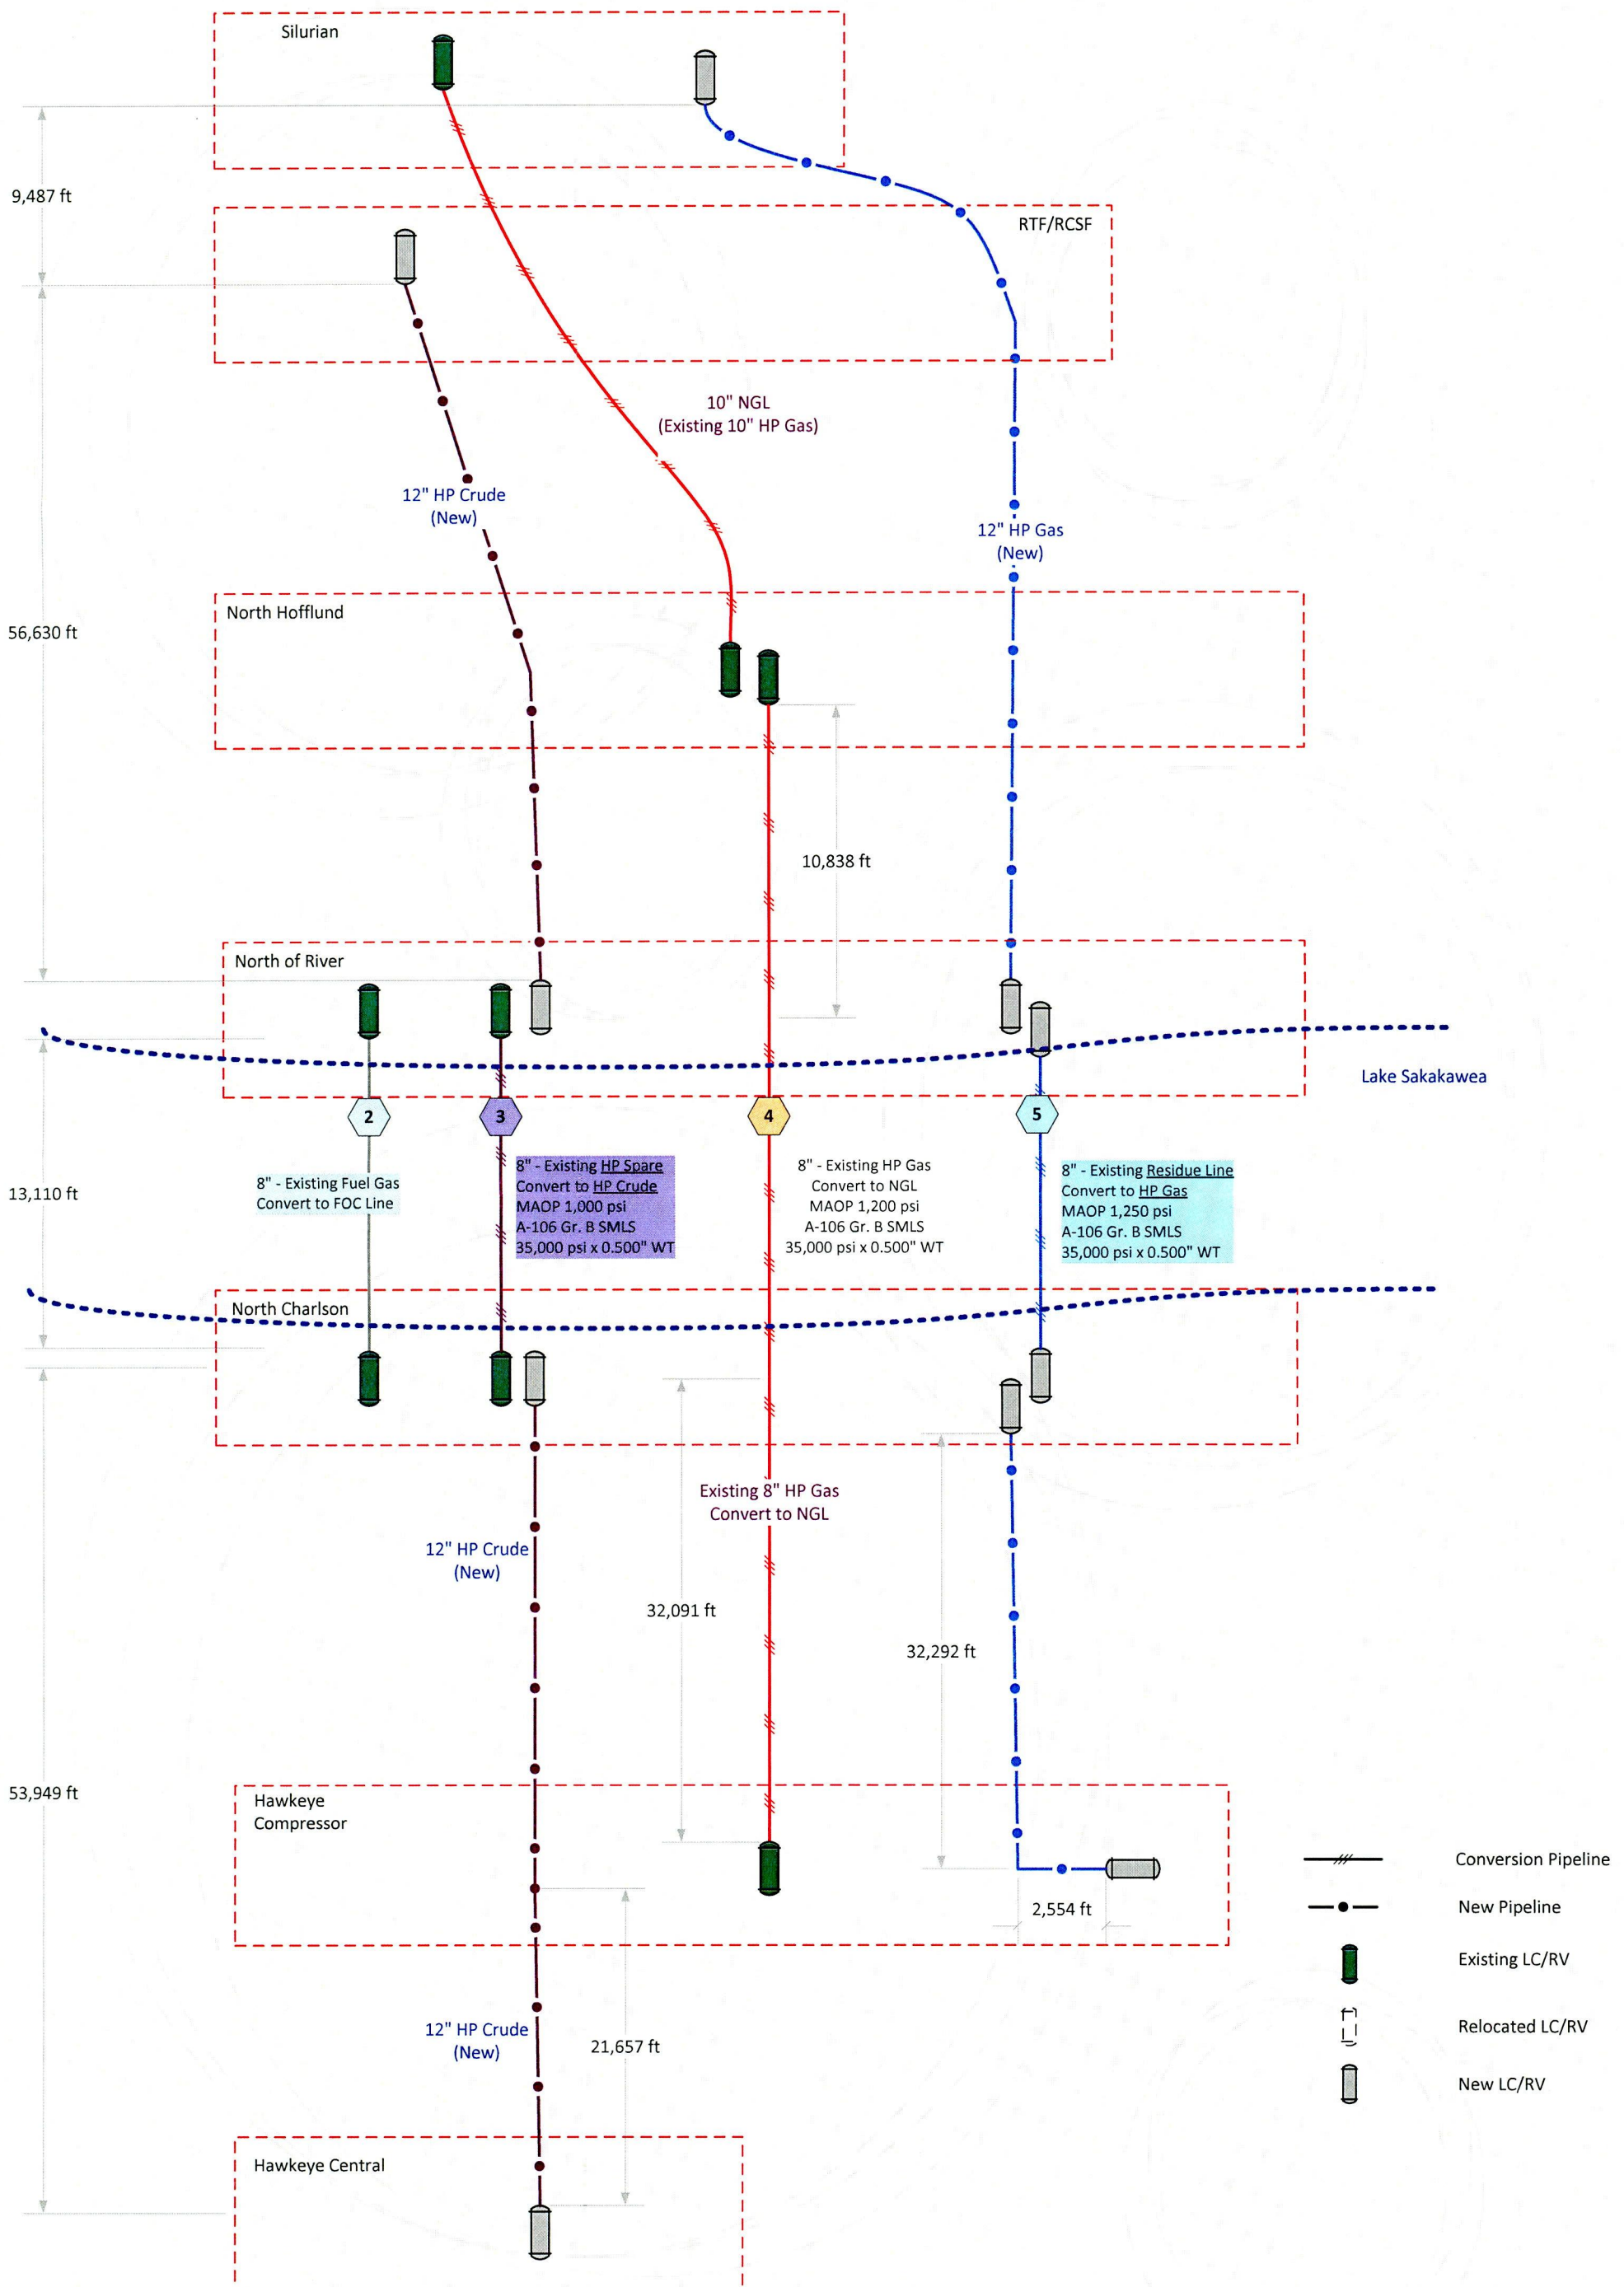 Silurian
9,487 ft
RTF/RCSF
10" NGL
(Existing 10" HP Gas)
12" HP Crude
(New)
12" HP Gas
(New)
North Hofflund
56,630 ft
10,838 ft
North of River
Lake Sakakawea
2
3
4
5
8" - Existing Fuel Gas
Convert to FOC Line
8" - Existing HP Spare
Convert to HP Crude
MAOP 1,000 psi
A-106 Gr. B SMLS
35,000 psi x 0.500" WT
8" - Existing HP Gas
Convert to NGL
MAOP 1,200 psi
A-106 Gr. B SMLS
35,000 psi x 0.500" WT
8" - Existing Residue Line
Convert to HP Gas
MAOP 1,250 psi
A-106 Gr. B SMLS
35,000 psi x 0.500" WT
13,110 ft
North Charlson
Existing 8" HP Gas
Convert to NGL
12" HP Crude
(New)
32,091 ft
32,292 ft
53,949 ft
Hawkeye
Compressor
2,554 ft
12" HP Crude
(New)
21,657 ft
Hawkeye Central
Conversion Pipeline
New Pipeline
Existing LC/RV
Relocated LC/RV
New LC/RV